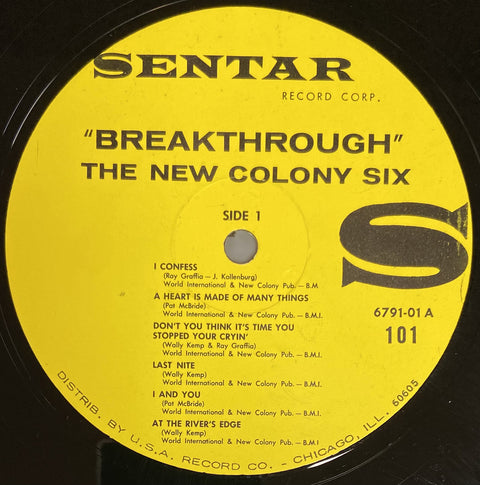 SENTAR
RECORD CORP.
"BREAKTHROUGH"
THE NEW COLONY SIX
SIDE 1
S
6791-01 A
101
I CONFESS
(Ray Graffia — J. Kollenburg)
World International & New Colony Pub. — B.M
A HEART IS MADE OF MANY THINGS
(Pat McBride)
World International & New Colony Pub. — B.M.I.
DON'T YOU THINK IT'S TIME YOU
STOPPED YOUR CRYIN'
(Wally Kemp & Ray Graffia)
World International & New Colony Pub. — B.M.I.
LAST NITE
(Wally Kemp)
World International & New Colony Pub. — B.M.I.
I AND YOU
(Pat McBride)
World International & New Colony Pub. — B.M.I.
AT THE RIVER'S EDGE
(Wally Kemp)
World International & New Colony Pub. — B.M.I
DISTRIB. BY U.S.A. RECORD CO. - CHICAGO, ILL. 60605